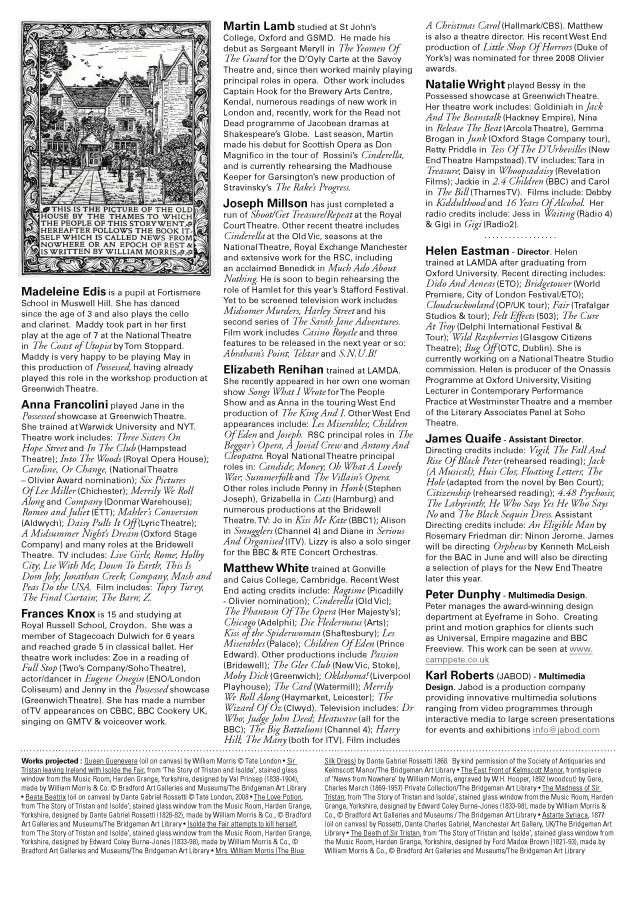 THIS IS THE PICTURE OF THE OLD
HOUSE BY THE THAMES TO WHICH
THE PEOPLE OF THIS STORY WENT
HEREAFTER FOLLOWS THE BOOK IT-
SELF WHICH IS CALLED NEWS FROM
NOWHERE OR AN EPOCH OF REST &
IS WRITTEN BY WILLIAM MORRIS
Madeleine Edis is a pupil at Fortismere
School in Muswell Hill. She has danced
since the age of 3 and also plays the cello
and clarinet. Maddy took part in her first
play at the age of 7 at the National Theatre
in The Coast of Utopia by Tom Stoppard.
Maddy is very happy to be playing May in
this production of Possessed, having already
played this role in the workshop production at
Greenwich Theatre.
Anna Francolini played Jane in the
Possessed showcase at Greenwich Theatre.
She trained at Warwick University and NYT.
Theatre work includes: Three Sisters On
Hope Street and In The Club (Hampstead
Theatre); Into The Woods (Royal Opera House);
Caroline, Or Change, (National Theatre
– Olivier Award nomination); Six Pictures
Of Lee Miller (Chichester); Merrily We Roll
Along and Company (Donmar Warehouse);
Romeo and Juliet (ETT); Mahler's Conversion
(Aldwych); Daisy Pulls It Off (Lyric Theatre);
A Midsummer Night's Dream (Oxford Stage
Company) and many roles at the Bridewell
Theatre. TV includes: Live Girls; Rome; Holby
City, Lie With Me; Down To Earth; This Is
Dom Joly, Jonathan Creek; Company, Mash and
Peas Do the USA. Film includes: Topsy Turvy,
The Final Curtain; The Barn; Z.
Frances Knox is 15 and studying at
Royal Russell School, Croydon. She was a
member of Stagecoach Dulwich for 6 years
and reached grade 5 in classical ballet. Her
theatre work includes: Zoe in a reading of
Full Stop (Two's Company/Soho Theatre),
actor/dancer in Eugene Onegin (ENO/London
Coliseum) and Jenny in the Possessed showcase
(Greenwich Theatre). She has made a number
of TV appearances on CBBC, BBC Cookery UK,
singing on GMTV & voiceover work.
Martin Lamb studied at St John's
College, Oxford and GSMD. He made his
debut as Sergeant Meryll in The Yeomen Of
The Guard for the D'Oyly Carte at the Savoy
Theatre and, since then worked mainly playing
principal roles in opera. Other work includes
Captain Hook for the Brewery Arts Centre,
Kendal, numerous readings of new work in
London and, recently, work for the Read not
Dead programme of Jacobean dramas at
Shakespeare's Globe. Last season, Martin
made his debut for Scottish Opera as Don
Magnifico in the tour of Rossini's Cinderella,
and is currently rehearsing the Madhouse
Keeper for Garsington's new production of
Stravinsky's The Rake's Progress.
Joseph Millson has just completed a
run of Shoot/Get Treasure/Repeat at the Royal
Court Theatre. Other recent theatre includes
Cinderella at the Old Vic, seasons at the
National Theatre, Royal Exchange Manchester
and extensive work for the RSC, including
an acclaimed Benedick in Much Ado About
Nothing. He is soon to begin rehearsing the
role of Hamlet for this year's Stafford Festival.
Yet to be screened television work includes
Midsomer Murders, Harley Street and his
second series of The Sarah Jane Adventures.
Film work includes Casino Royale and three
features to be released in the next year or so:
Abraham's Point, Telstar and S.N.U.B!
Elizabeth Renihan trained at LAMDA.
She recently appeared in her own one woman
show Songs What I Wrote for The People
Show and as Anna in the touring West End
production of The King And I. Other West End
appearances include: Les Miserables, Children
Of Eden and Joseph. RSC principal roles in The
Beggar's Opera, A Jovial Crew and Antony And
Cleopatra. Royal National Theatre principal
roles in: Candide, Money, Oh What A Lovely
War, Summerfolk and The Villain's Opera.
Other roles include Penny in Honk (Stephen
Joseph), Grizabella in Cats (Hamburg) and
numerous productions at the Bridewell
Theatre. TV: Jo in Kiss Me Kate (BBC1); Alison
in Smugglers (Channel 4) and Diane in Serious
And Organised (ITV). Lizzy is also a solo singer
for the BBC & RTE Concert Orchestras.
Matthew White trained at Gonville
and Caius College, Cambridge. Recent West
End acting credits include: Ragtime (Picadilly
- Olivier nomination); Cinderella (Old Vic);
The Phantom Of The Opera (Her Majesty's);
Chicago (Adelphi); Die Fledermaus (Arts);
Kiss of the Spiderwoman (Shaftesbury); Les
Miserables (Palace); Children Of Eden (Prince
Edward). Other productions include Passion
(Bridewell); The Glee Club (New Vic, Stoke),
Moby Dick (Greenwich); Oklahoma! (Liverpool
Playhouse); The Card (Watermill); Merrily
We Roll Along (Haymarket, Leicester); The
Wizard Of Oz (Clwyd). Television includes: Dr
Who; Judge John Deed; Heatwave (all for the
BBC); The Big Battalions (Channel 4); Harry
Hill, The Many (both for ITV). Film includes
A Christmas Carol (Hallmark/CBS). Matthew
is also a theatre director. His recent West End
production of Little Shop Of Horrors (Duke of
York's) was nominated for three 2008 Olivier
awards.
Natalie Wright played Bessy in the
Possessed showcase at Greenwich Theatre.
Her theatre work includes: Goldiniah in Jack
And The Beanstalk (Hackney Empire), Nina
in Release The Beat (Arcola Theatre), Gemma
Brogan in Junk (Oxford Stage Company tour),
Retty Priddle in Tess Of The D'Urbevilles (New
End Theatre Hampstead). TV includes: Tara in
Treasure; Daisy in Whoopsadaisy (Revelation
Films); Jackie in 2.4 Children (BBC) and Carol
in The Bill (Thames TV). Films include: Debby
in Kiddulthood and 16 Years Of Alcohol. Her
radio credits include: Jess in Waiting (Radio 4)
& Gigi in Gigi (Radio2).
Helen Eastman - Director. Helen
trained at LAMDA after graduating from
Oxford University. Recent directing includes:
Dido And Aeneas (ETO); Bridgetower (World
Premiere, City of London Festival/ETO);
Cloudcuckooland (OP/UK tour); Fair (Trafalgar
Studios & tour); Felt Effects (503); The Cure
At Troy (Delphi International Festival &
Tour); Wild Raspberries (Glasgow Citizens
Theatre); Bug Off (OTC, Dublin). She is
currently working on a National Theatre Studio
commission. Helen is producer of the Onassis
Programme at Oxford University, Visiting
Lecturer in Contemporary Performance
Practice at Westminster Theatre and a member
of the Literary Associates Panel at Soho
Theatre.
James Quaife - Assistant Director.
Directing credits include: Vigil, The Fall And
Rise Of Black Peter (rehearsed reading); Jack
(A Musical); Huis Clos, Floating Letters, The
Hole (adapted from the novel by Ben Court);
Citizenship (rehearsed reading); 4.48 Psychosis,
The Labyrinth, He Who Says Yes He Who Says
No and The Black Sequin Dress. Assistant
Directing credits include: An Eligible Man by
Rosemary Friedman dir: Ninon Jerome. James
will be directing Orpheus by Kenneth McLeish
for the BAC in June and will also be directing
a selection of plays for the New End Theatre
later this year.
Peter Dunphy - Multimedia Design.
Peter manages the award-winning design
department at Eyeframe in Soho. Creating
print and motion graphics for clients such
as Universal, Empire magazine and BBC
Freeview. This work can be seen at www.
camppete.co.uk
Karl Roberts (JABOD) - Multimedia
Design. Jabod is a production company
providing innovative multimedia solutions
ranging from video programmes through
interactive media to large screen presentations
for events and exhibitions info@jabod.com
Works projected : Queen Guenevere (oil on canvas) by William Morris © Tate London • Sir
Tristan leaving Ireland with Isolde the Fair, from 'The Story of Tristan and Isolde', stained glass
window from the Music Room, Harden Grange, Yorkshire, designed by Val Prinsep (1838-1904),
made by William Morris & Co. © Bradford Art Galleries and Museums/The Bridgeman Art Library
• Beata Beatrix (oil on canvas) by Dante Gabriel Rossetti © Tate London, 2008 • The Love Potion,
from 'The Story of Tristan and Isolde', stained glass window from the Music Room, Harden Grange,
Yorkshire, designed by Dante Gabriel Rossetti (1828-82), made by William Morris & Co., © Bradford
Art Galleries and Museums/The Bridgeman Art Library • Isolde the Fair attempts to kill herself,
from 'The Story of Tristan and Isolde', stained glass window from the Music Room, Harden Grange,
Yorkshire, designed by Edward Coley Burne-Jones (1833-98), made by William Morris & Co., ©
Bradford Art Galleries and Museums/The Bridgeman Art Library • Mrs. William Morris (The Blue
Silk Dress) by Dante Gabriel Rossetti 1868. By kind permission of the Society of Antiquaries and
Kelmscott Manor/The Bridgeman Art Library • The East Front of Kelmscott Manor, frontispiece
of 'News from Nowhere' by William Morris, engraved by W.H. Hooper, 1892 (woodcut) by Gere,
Charles March (1869-1957) Private Collection/The Bridgeman Art Library • The Madness of Sir
Tristan, from 'The Story of Tristan and Isolde', stained glass window from the Music Room, Harden
Grange, Yorkshire, designed by Edward Coley Burne-Jones (1833-98), made by William Morris &
Co., © Bradford Art Galleries and Museums / The Bridgeman Art Library • Astarte Syriaca, 1877
(oil on canvas) by Rossetti, Dante Charles Gabriel, Manchester Art Gallery, UK/The Bridgeman Art
Library • The Death of Sir Tristan, from 'The Story of Tristan and Isolde', stained glass window from
the Music Room, Harden Grange, Yorkshire, designed by Ford Madox Brown (1821-93), made by
William Morris & Co., © Bradford Art Galleries and Museums/The Bridgeman Art Library